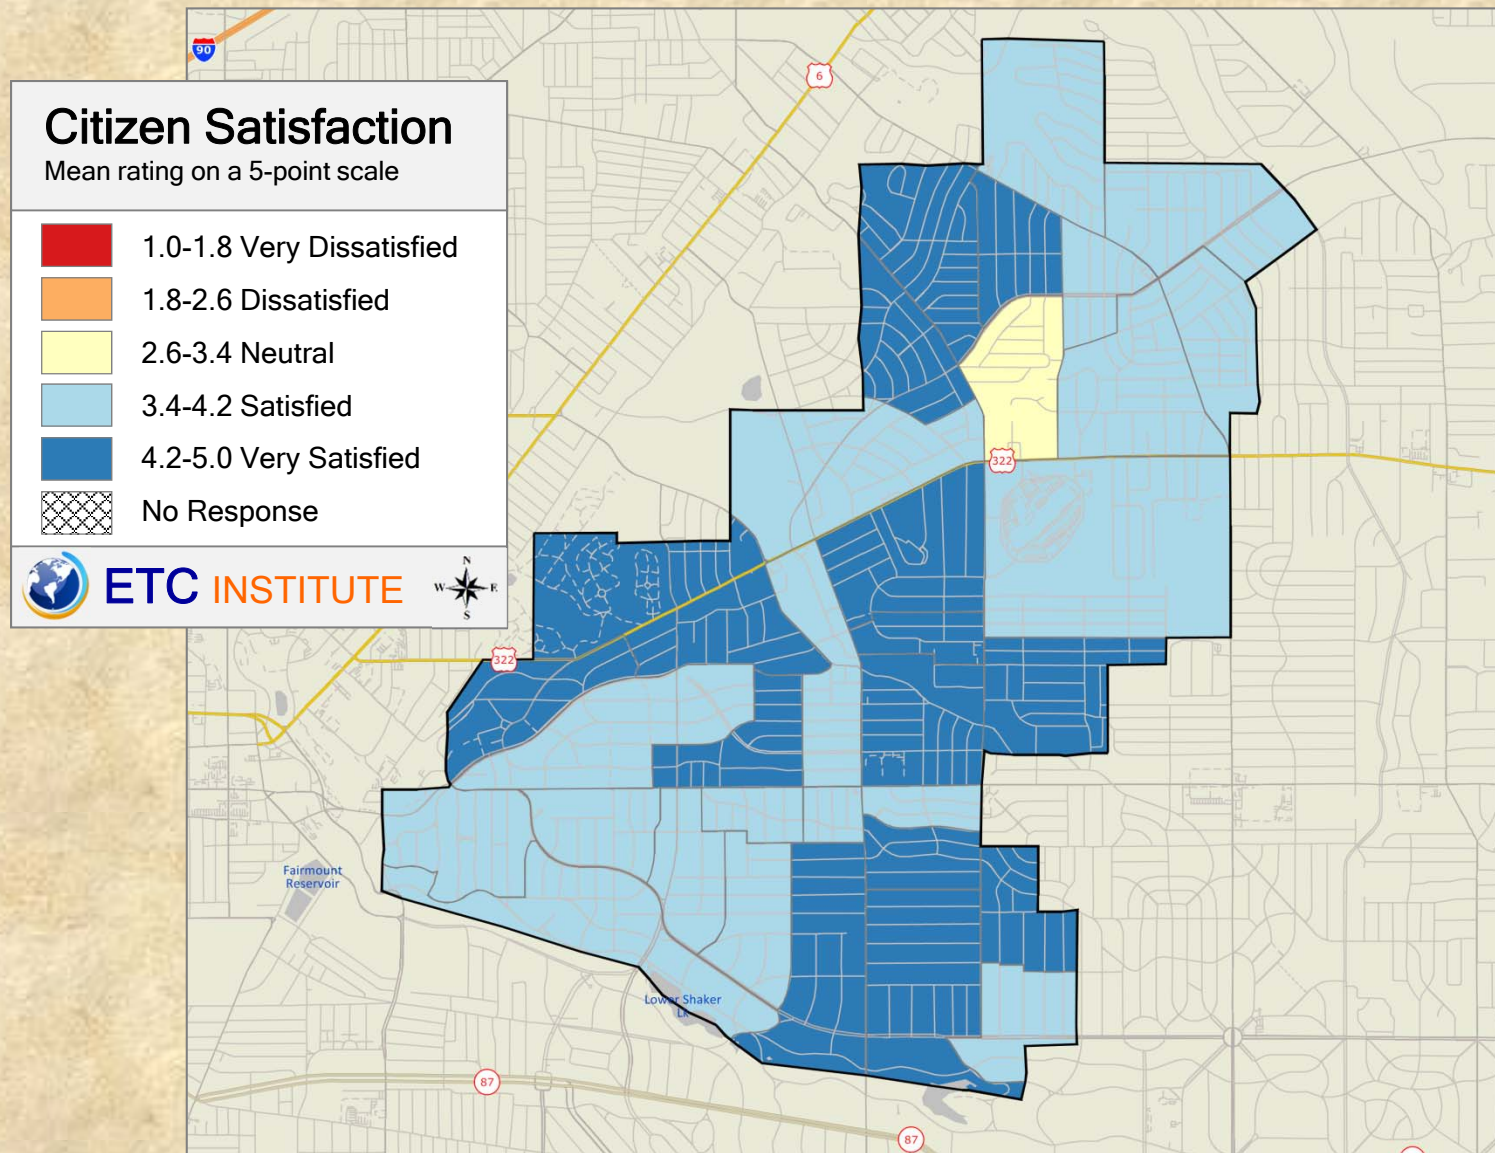 90
6
Citizen Satisfaction
Mean rating on a 5-point scale
1.0-1.8 Very Dissatisfied
1.8-2.6 Dissatisfied
2.6-3.4 Neutral
3.4-4.2 Satisfied
4.2-5.0 Very Satisfied
No Response
ETC INSTITUTE
N
W E
S
322
322
Fairmount
Reservoir
Lower Shaker
Lk
87
87